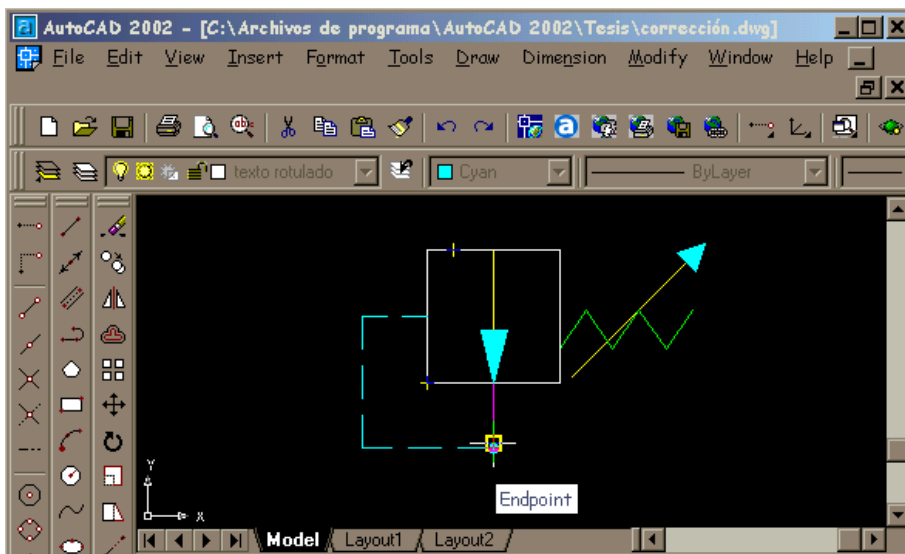 AutoCAD 2002 - [C:\Archivos de programa\AutoCAD 2002\Tesis\corrección.dwg]
File Edit View Insert Format Tools Draw Dimension Modify Window Help
texto rotulado Cyan ByLayer
Endpoint
Y
X
Model Layout1 Layout2